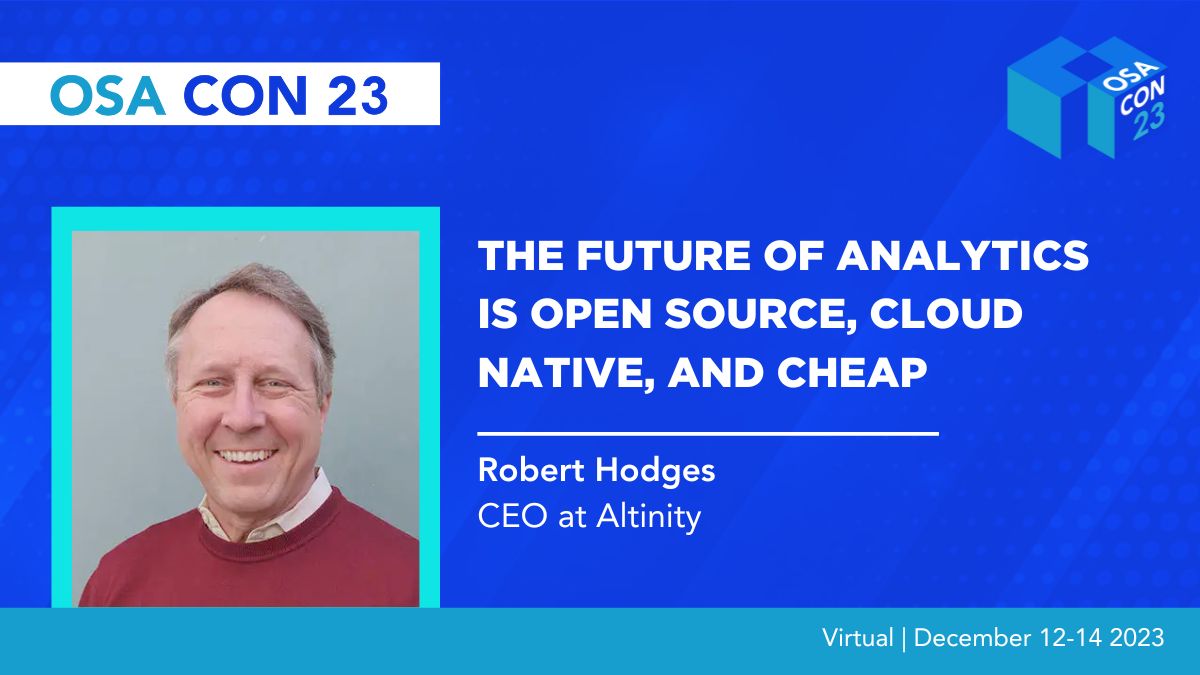 OSA CON 23
OSA
CON
23
THE FUTURE OF ANALYTICS
IS OPEN SOURCE, CLOUD
NATIVE, AND CHEAP
Robert Hodges
CEO at Altinity
Virtual | December 12-14 2023